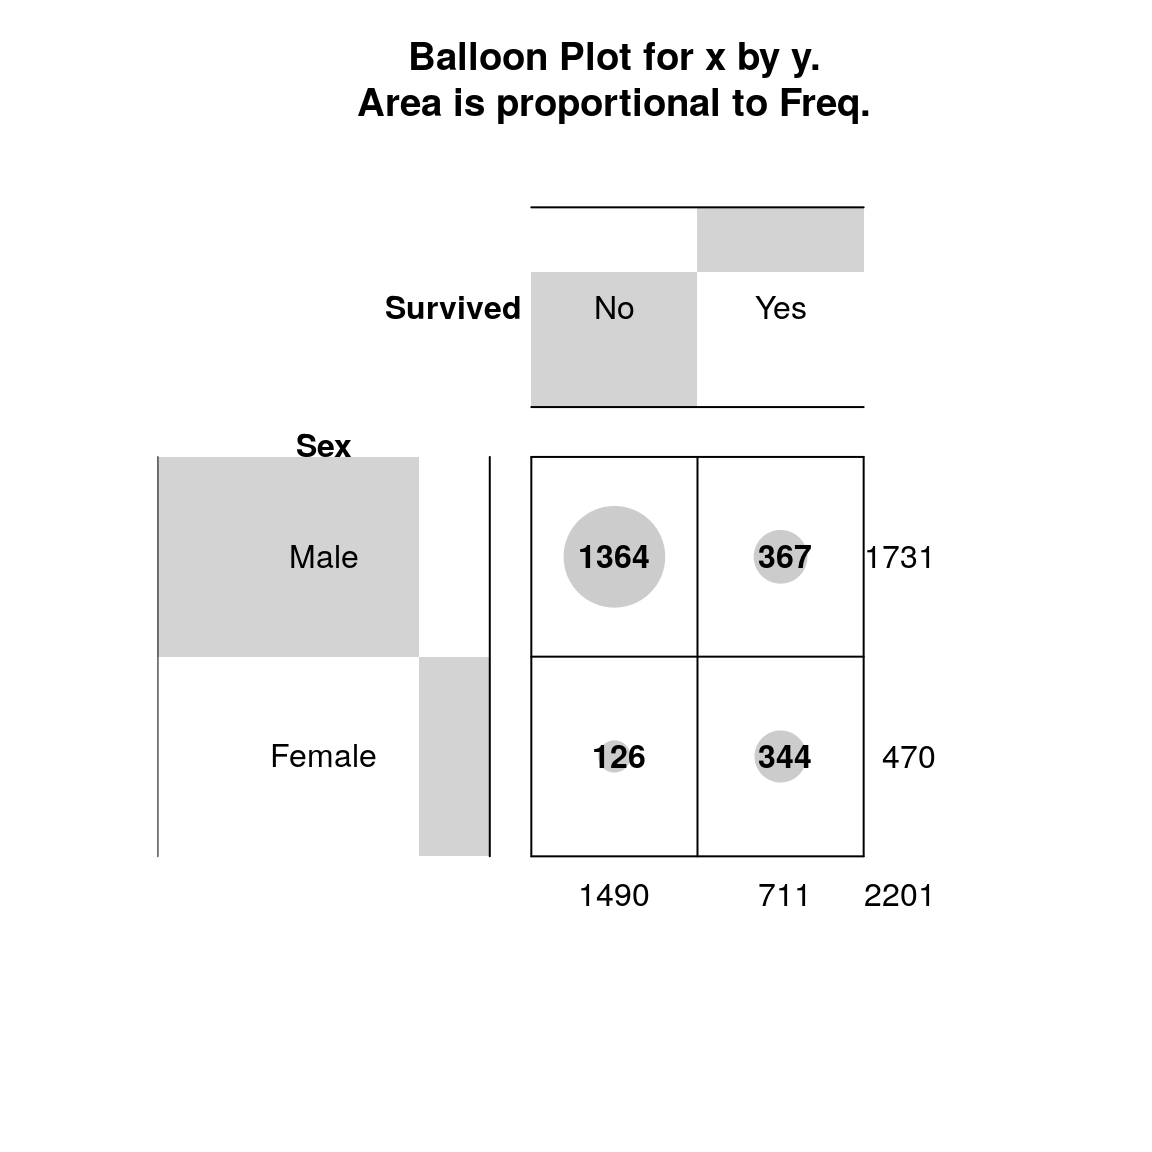 Balloon Plot for x by y.
Area is proportional to Freq.
Survived No Yes
Sex
Male 1364 367 1731
Female 126 344 470
1490 711 2201